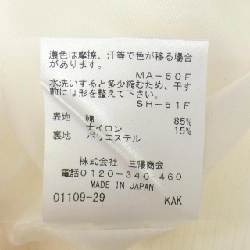 濃色は摩擦、汗等で色が移る場合
があります。
MA-60F
水洗いすると多少縮むため、干す
前には形を整えて下さい。
SH-61F
表地 綿 85%
ナイロン 15%
裏地 ポリエステル
株式会社 三陽商会
電話0120-340-460
MADE IN JAPAN
01109-29 KAK